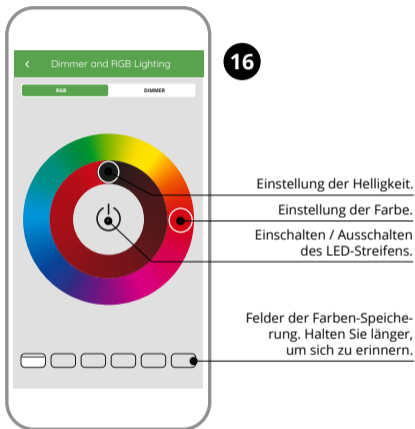 Dimmer and RGB Lighting
16
RGB DIMMER
Einstellung der Helligkeit.
Einstellung der Farbe.
Einschalten / Ausschalten
des LED-Streifens.
Felder der Farben-Speiche-
rung. Halten Sie länger,
um sich zu erinnern.